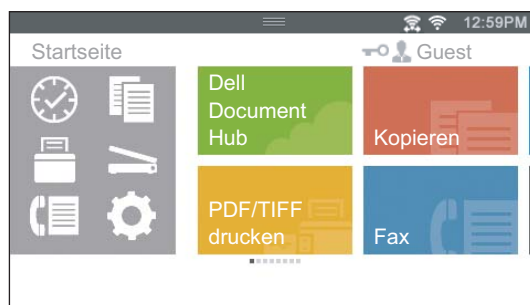 12:59PM
Startseite
Guest
Dell
Document
Hub
Kopieren
PDF/TIFF
drucken
Fax